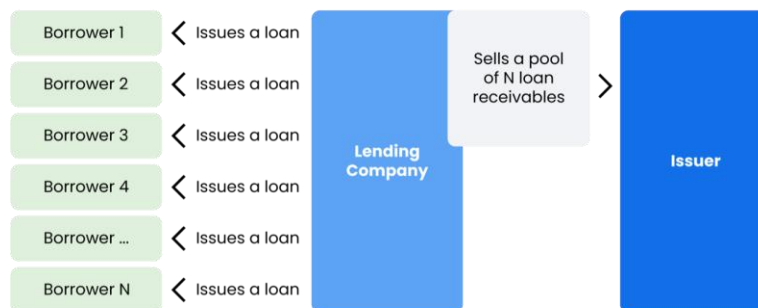 Borrower 1
Issues a loan
Borrower 2
Issues a loan
Borrower 3
Issues a loan
Borrower 4
Issues a loan
Borrower ...
Issues a loan
Borrower N
Issues a loan
Lending
Company
Sells a pool
of N loan
receivables
Issuer